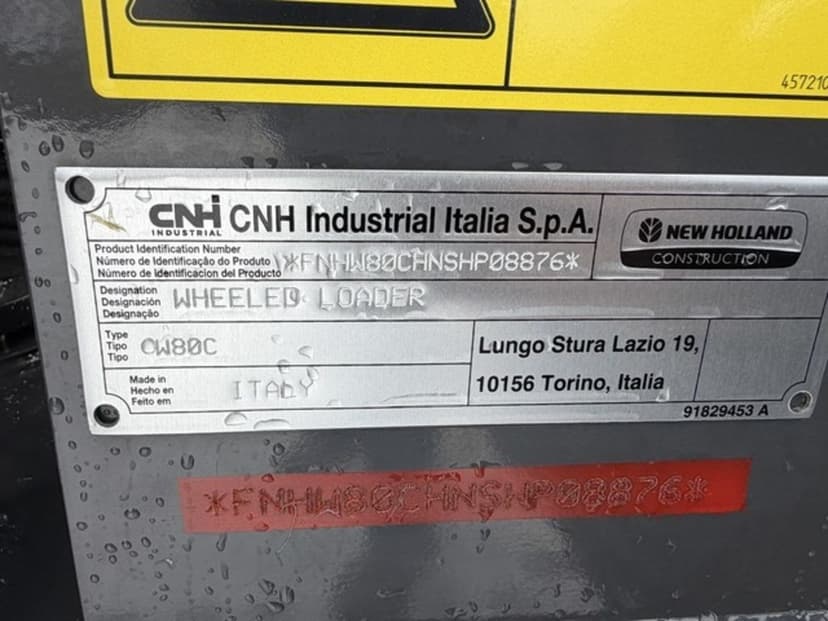 457210
CNH INDUSTRIAL CNH Industrial Italia S.p.A.
NEW HOLLAND
CONSTRUCTION
Product Identification Number
Número de Identificação do Produto
Número de Identificacion del Producto
*FNHW80CHNSHP08876*
Designation
Designación
Designação
WHEELED LOADER
Type
Tipo
Tipo
CW80C
Lungo Stura Lazio 19,
10156 Torino, Italia
Made in
Hecho en
Feito em
ITALY
91829453 A
*FNHW80CHNSHP08876*